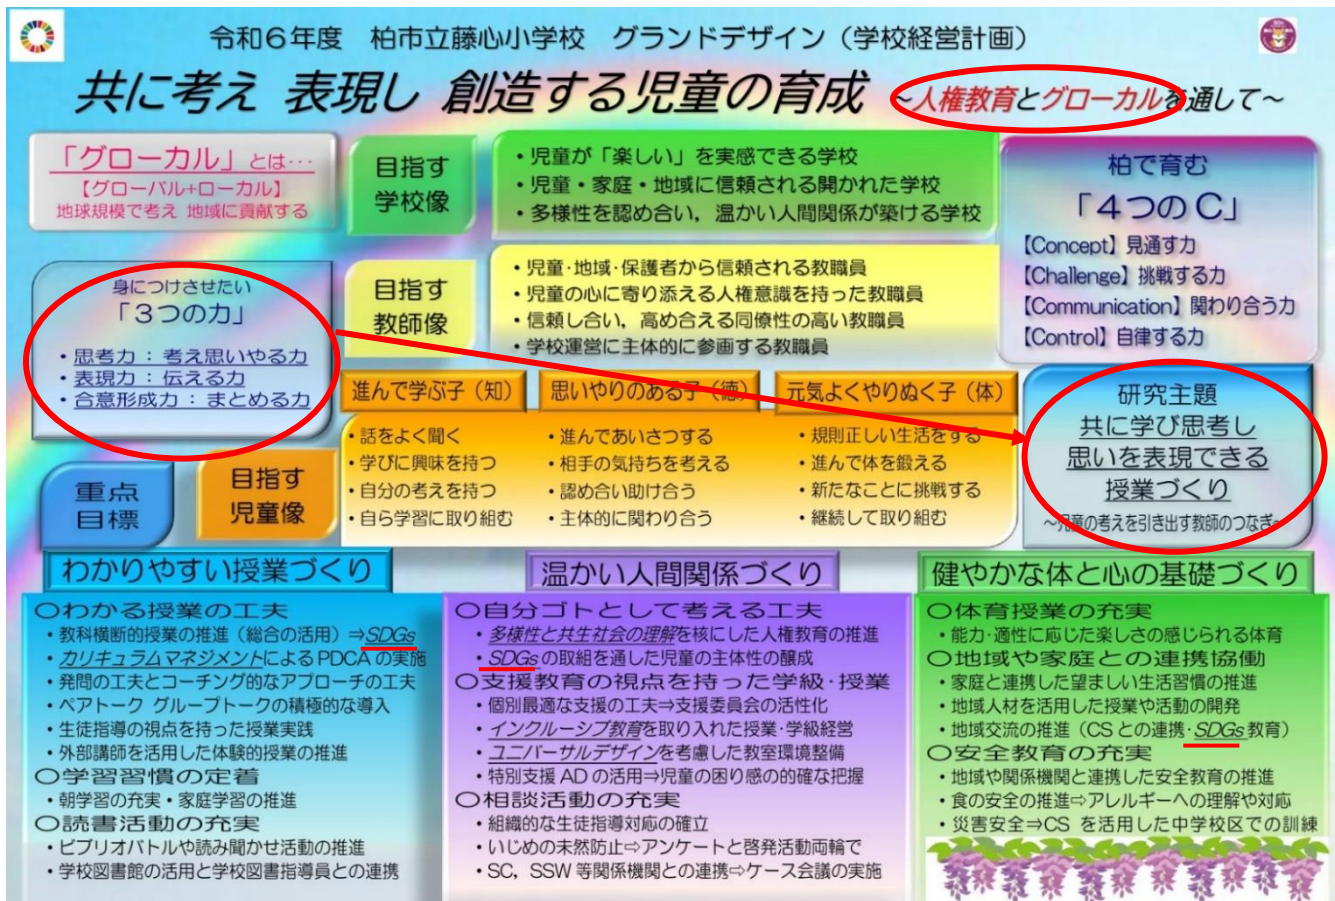 令和6年度 柏市立藤心小学校 グランドデザイン（学校経営計画）
共に考え 表現し 創造する児童の育成 ～人権教育とグローカルを通して～
「グローカル」とは…
【グローバル+ローカル】
地球規模で考え 地域に貢献する
目指す
学校像
・児童が「楽しい」を実感できる学校
・児童・家庭・地域に信頼される開かれた学校
・多様性を認め合い，温かい人間関係が築ける学校
柏で育む
「4つのC」
【Concept】見通す力
【Challenge】挑戦する力
【Communication】関わり合う力
【Control】自律する力
身につけさせたい
「3つの力」
・思考力：考え思いやる力
・表現力：伝える力
・合意形成力：まとめる力
目指す
教師像
・児童・地域・保護者から信頼される教職員
・児童の心に寄り添える人権意識を持った教職員
・信頼し合い，高め合える同僚性の高い教職員
・学校運営に主体的に参画する教職員
重点
目標
目指す
児童像
進んで学ぶ子（知）
・話をよく聞く
・学びに興味を持つ
・自分の考えを持つ
・自ら学習に取り組む
思いやりのある子（徳）
・進んであいさつする
・相手の気持ちを考える
・認め合い助け合う
・主体的に関わり合う
元気よくやりぬく子（体）
・規則正しい生活をする
・進んで体を鍛える
・新たなことに挑戦する
・継続して取り組む
研究主題
共に学び思考し
思いを表現できる
授業づくり
～児童の考えを引き出す教師のつなぎ～
わかりやすい授業づくり
○わかる授業の工夫
・教科横断的授業の推進（総合の活用）⇒SDGs
・カリキュラムマネジメントによるPDCAの実施
・発問の工夫とコーチング的なアプローチの工夫
・ペアトーク グループトークの積極的な導入
・生徒指導の視点を持った授業実践
・外部講師を活用した体験的授業の推進
○学習習慣の定着
・朝学習の充実・家庭学習の推進
○読書活動の充実
・ビブリオバトルや読み聞かせ活動の推進
・学校図書館の活用と学校図書指導員との連携
温かい人間関係づくり
○自分ゴトとして考える工夫
・多様性と共生社会の理解を核にした人権教育の推進
・SDGsの取組を通した児童の主体性の醸成
○支援教育の視点を持った学級・授業
・個別最適な支援の工夫⇒支援委員会の活性化
・インクルーシブ教育を取り入れた授業・学級経営
・ユニバーサルデザインを考慮した教室環境整備
・特別支援ADの活用⇒児童の困り感の的確な把握
○相談活動の充実
・組織的な生徒指導対応の確立
・いじめの未然防止⇨アンケートと啓発活動両輪で
・SC，SSW等関係機関との連携⇨ケース会議の実施
健やかな体と心の基礎づくり
○体育授業の充実
・能力・適性に応じた楽しさの感じられる体育
○地域や家庭との連携協働
・家庭と連携した望ましい生活習慣の推進
・地域人材を活用した授業や活動の開発
・地域交流の推進（CSとの連携・SDGs教育）
○安全教育の充実
・地域や関係機関と連携した安全教育の推進
・食の安全の推進⇨アレルギーへの理解や対応
・災害安全⇒CSを活用した中学校区での訓練